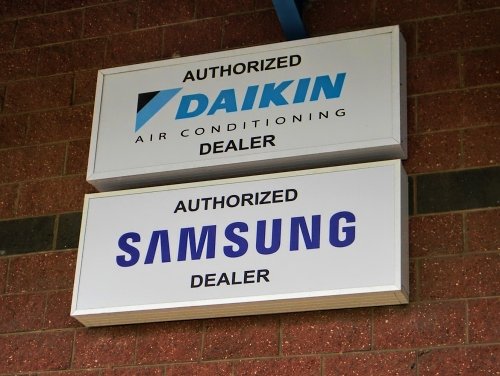 AUTHORIZED
DAIKIN
AIR CONDITIONING
DEALER
AUTHORIZED
SAMSUNG
DEALER